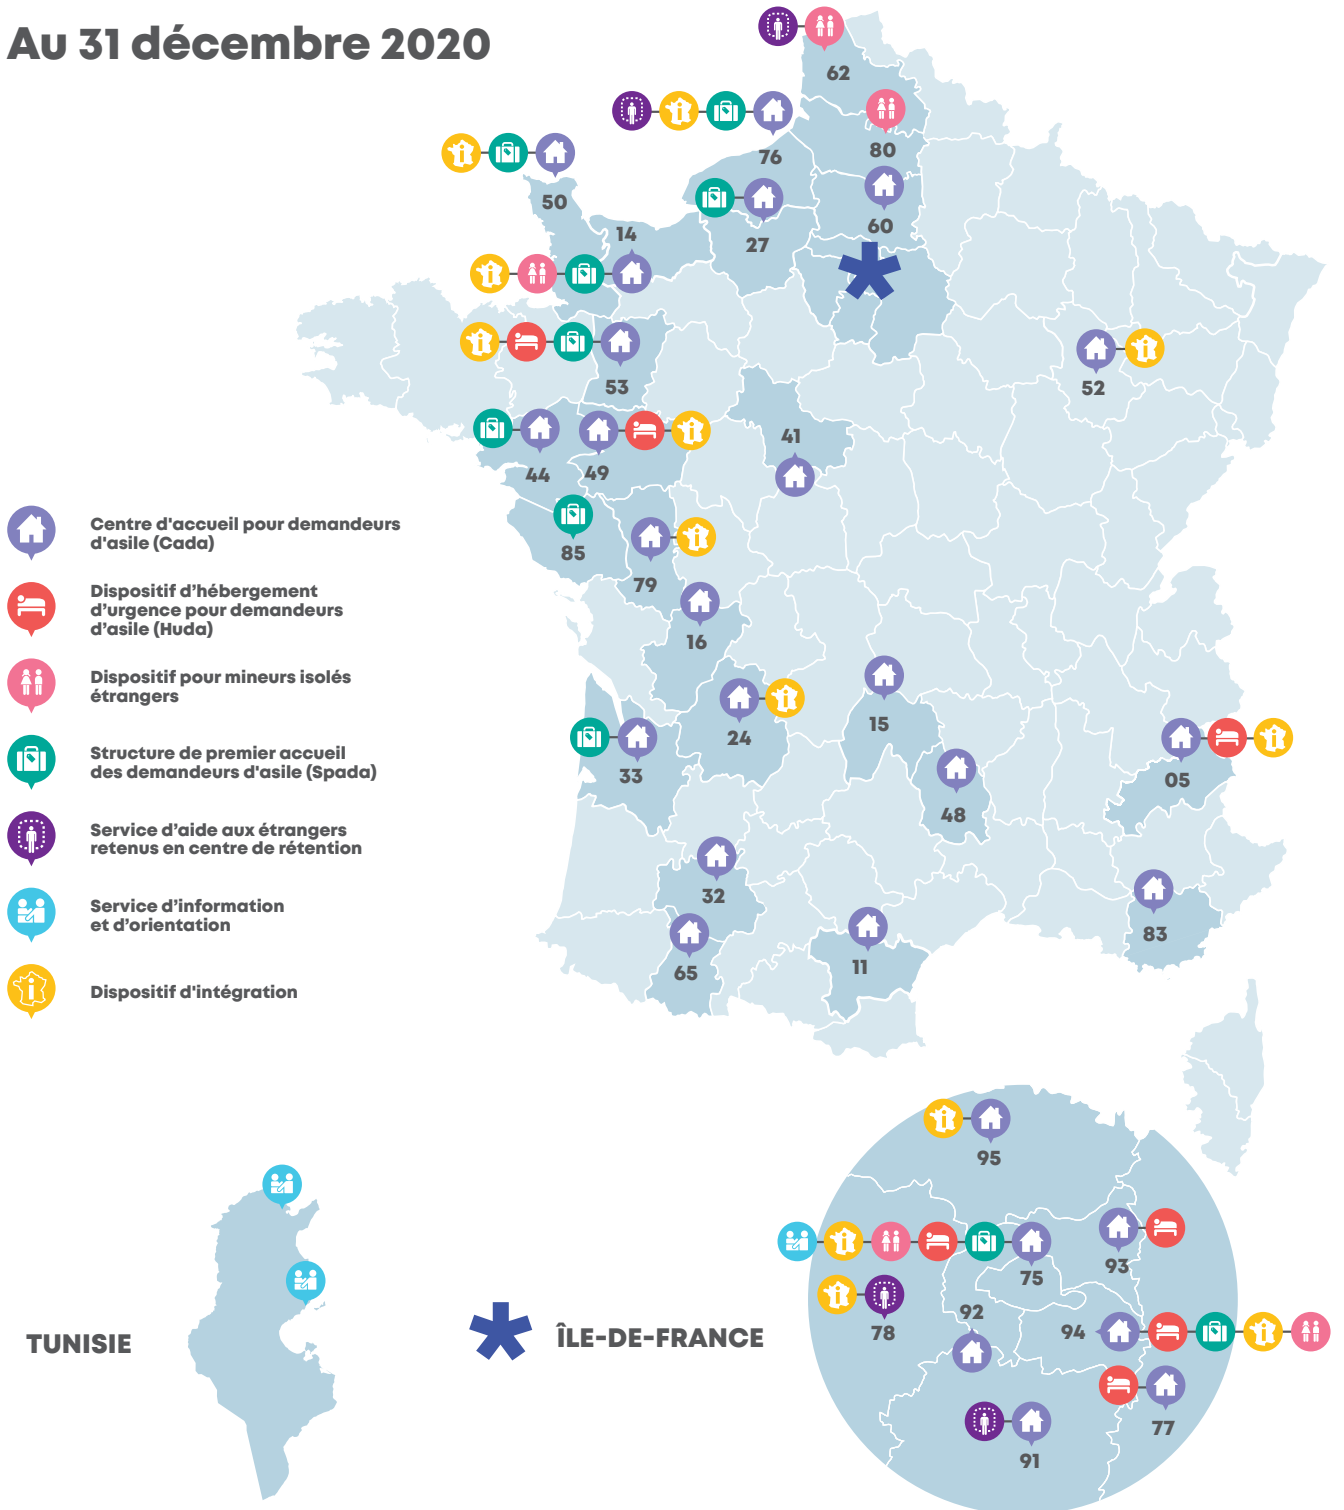 Au 31 décembre 2020
62
76
80
50
60
14
27
53
52
41
44
49
85
79
16
24
15
33
05
48
32
83
65
11
Centre d'accueil pour demandeurs
d'asile (Cada)
Dispositif d'hébergement
d'urgence pour demandeurs
d'asile (Huda)
Dispositif pour mineurs isolés
étrangers
Structure de premier accueil
des demandeurs d'asile (Spada)
Service d'aide aux étrangers
retenus en centre de rétention
Service d'information
et d'orientation
Dispositif d'intégration
TUNISIE
ÎLE-DE-FRANCE
95
93
75
78
92
94
77
91